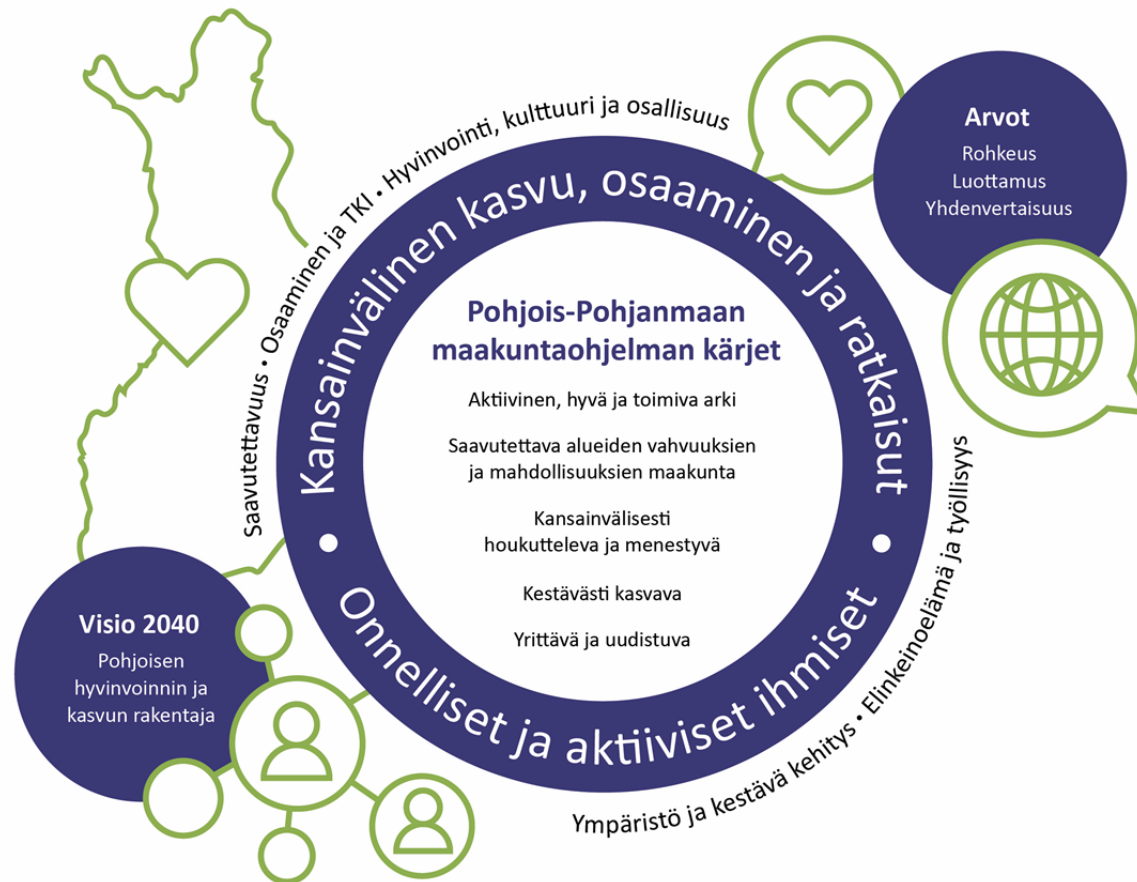 Saavutettavuus • Osaaminen ja TKI • Hyvinvointi, kulttuuri ja osallisuus
Arvot
Rohkeus
Luottamus
Yhdenvertaisuus
Kansainvälinen kasvu, osaaminen ja ratkaisut
Pohjois-Pohjanmaan
maakuntaohjelman kärjet
Aktiivinen, hyvä ja toimiva arki
Saavutettava alueiden vahvuuksien
ja mahdollisuuksien maakunta
Kansainvälisesti
houkutteleva ja menestyvä
Kestävästi kasvava
Yrittävä ja uudistuva
• Onnelliset ja aktiiviset ihmiset •
Visio 2040
Pohjoisen
hyvinvoinnin ja
kasvun rakentaja
Ympäristö ja kestävä kehitys • Elinkeinoelämä ja työllisyys